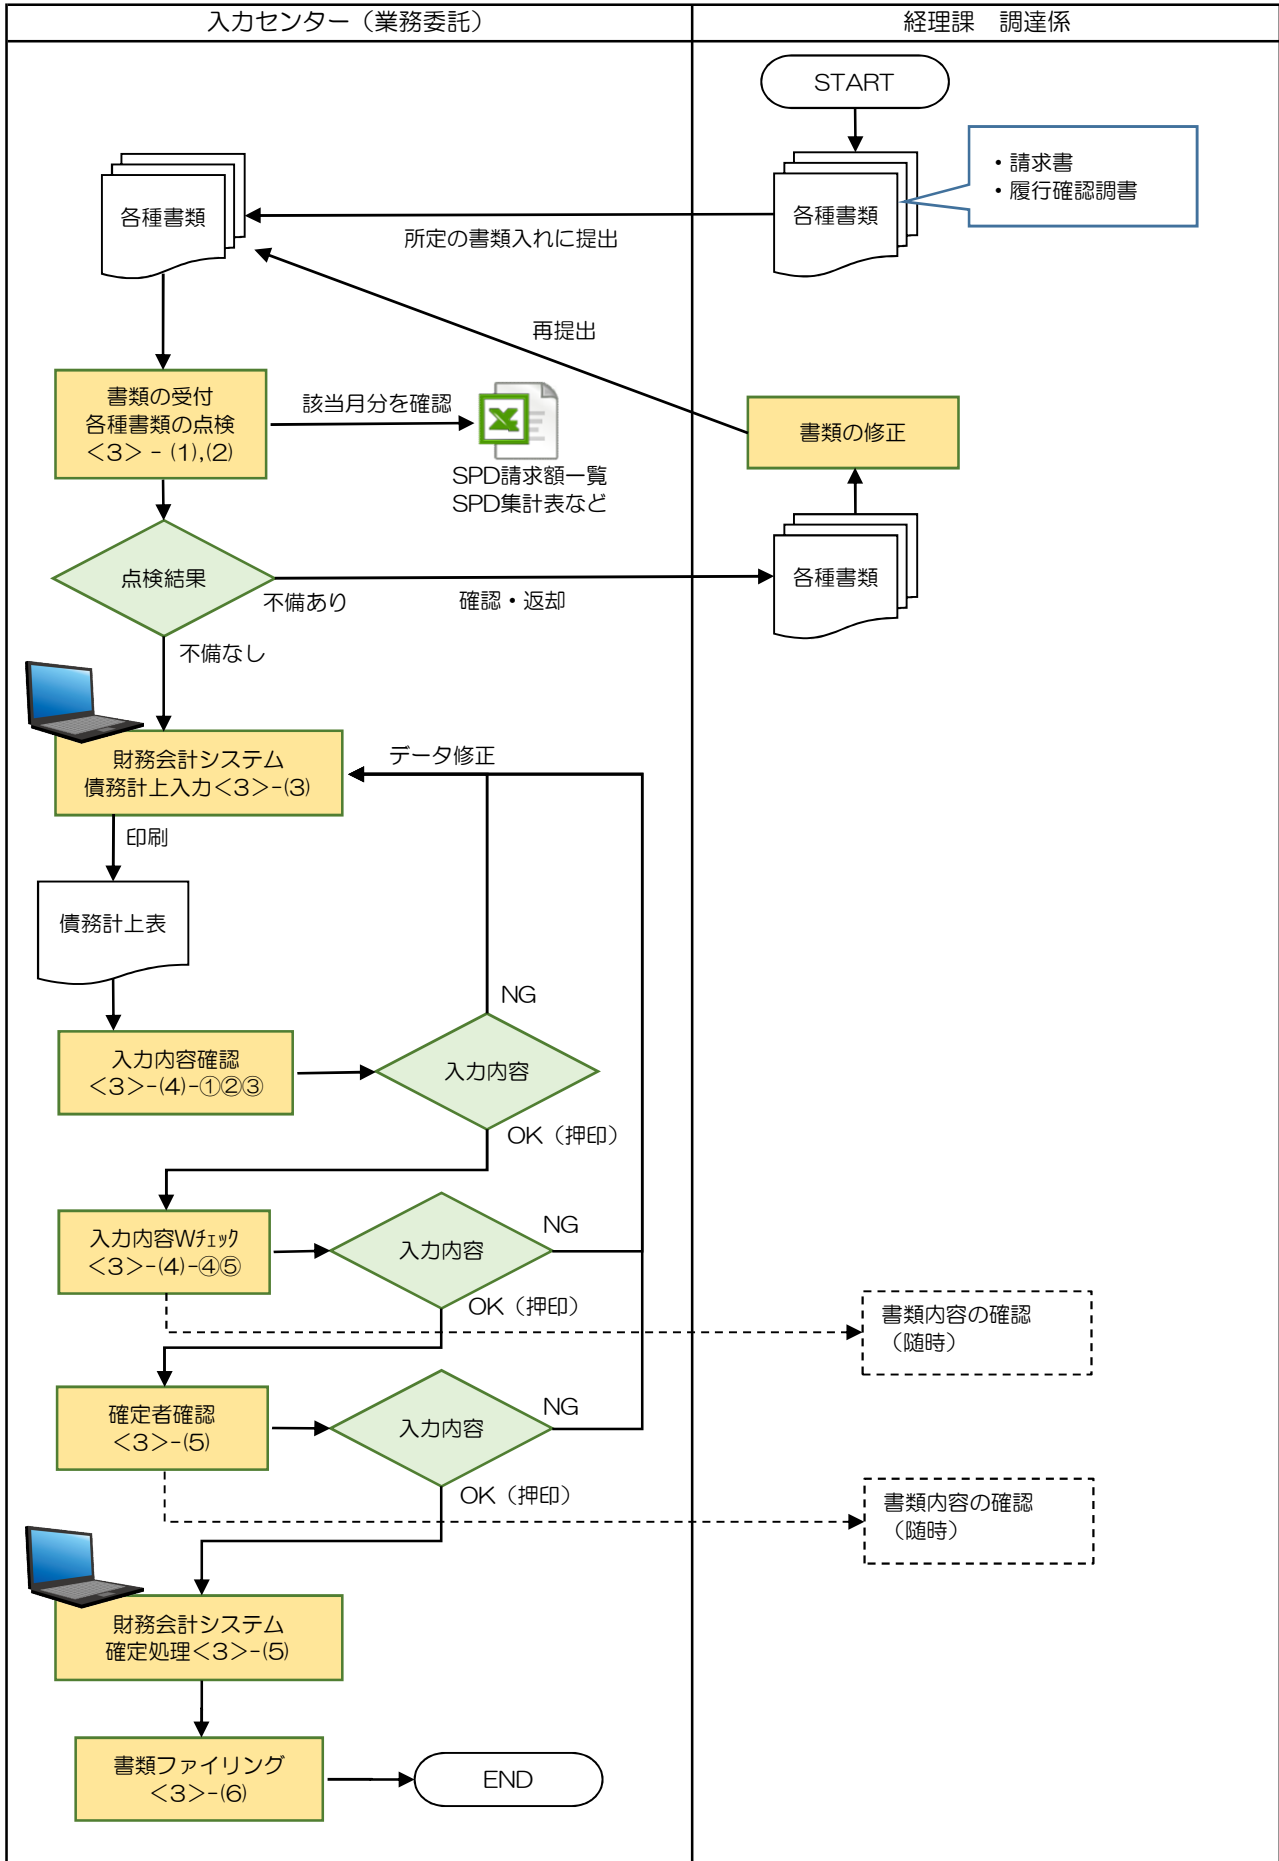 入力センター（業務委託）
経理課　調達係
START
・請求書
・履行確認調書
各種書類
各種書類
所定の書類入れに提出
再提出
書類の受付
各種書類の点検
<3> - (1),(2)
該当月分を確認
SPD請求額一覧
SPD集計表など
書類の修正
各種書類
点検結果
不備あり
確認・返却
不備なし
財務会計システム
債務計上入力<3>-(3)
データ修正
印刷
債務計上表
NG
入力内容確認
<3>-(4)-①②③
入力内容
OK（押印）
入力内容Wﾁｪｯｸ
<3>-(4)-④⑤
入力内容
NG
OK（押印）
書類内容の確認
（随時）
確定者確認
<3>-(5)
入力内容
NG
OK（押印）
書類内容の確認
（随時）
財務会計システム
確定処理<3>-(5)
書類ファイリング
<3>-(6)
END